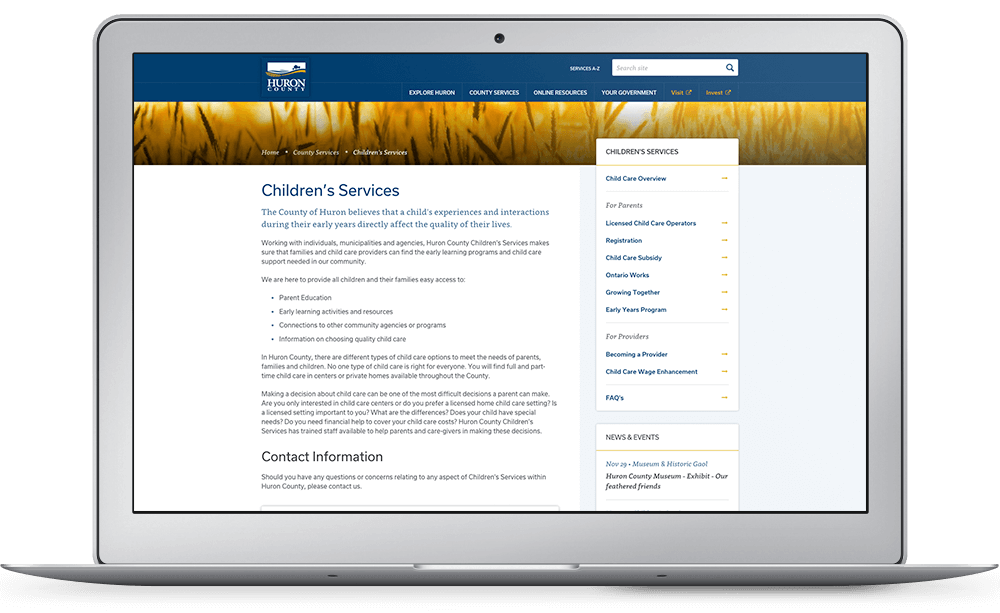 SERVICES A-Z
Search site
HURON
COUNTY
EXPLORE HURON COUNTY SERVICES ONLINE RESOURCES YOUR GOVERNMENT Visit Invest
Home • County Services • Children's Services
Children's Services
The County of Huron believes that a child's experiences and interactions
during their early years directly affect the quality of their lives.
Working with individuals, municipalities and agencies, Huron County Children's Services makes
sure that families and child care providers can find the early learning programs and child care
support needed in our community.
We are here to provide all children and their families easy access to:
• Parent Education
• Early learning activities and resources
• Connections to other community agencies or programs
• Information on choosing quality child care
In Huron County, there are different types of child care options to meet the needs of parents,
families and children. No one type of child care is right for everyone. You will find full and part-
time child care in centers or private homes available throughout the County.
Making a decision about child care can be one of the most difficult decisions a parent can make.
Are you only interested in child care centers or do you prefer a licensed home child care setting? Is
a licensed setting important to you? What are the differences? Does your child have special
needs? Do you need financial help to cover your child care costs? Huron County Children's
Services has trained staff available to help parents and care-givers in making these decisions.
Contact Information
Should you have any questions or concerns relating to any aspect of Children's Services within
Huron County, please contact us.
CHILDREN'S SERVICES
Child Care Overview
For Parents
Licensed Child Care Operators
Registration
Child Care Subsidy
Ontario Works
Growing Together
Early Years Program
For Providers
Becoming a Provider
Child Care Wage Enhancement
FAQ's
NEWS & EVENTS
Nov 29 • Museum & Historic Gaol
Huron County Museum - Exhibit - Our
feathered friends